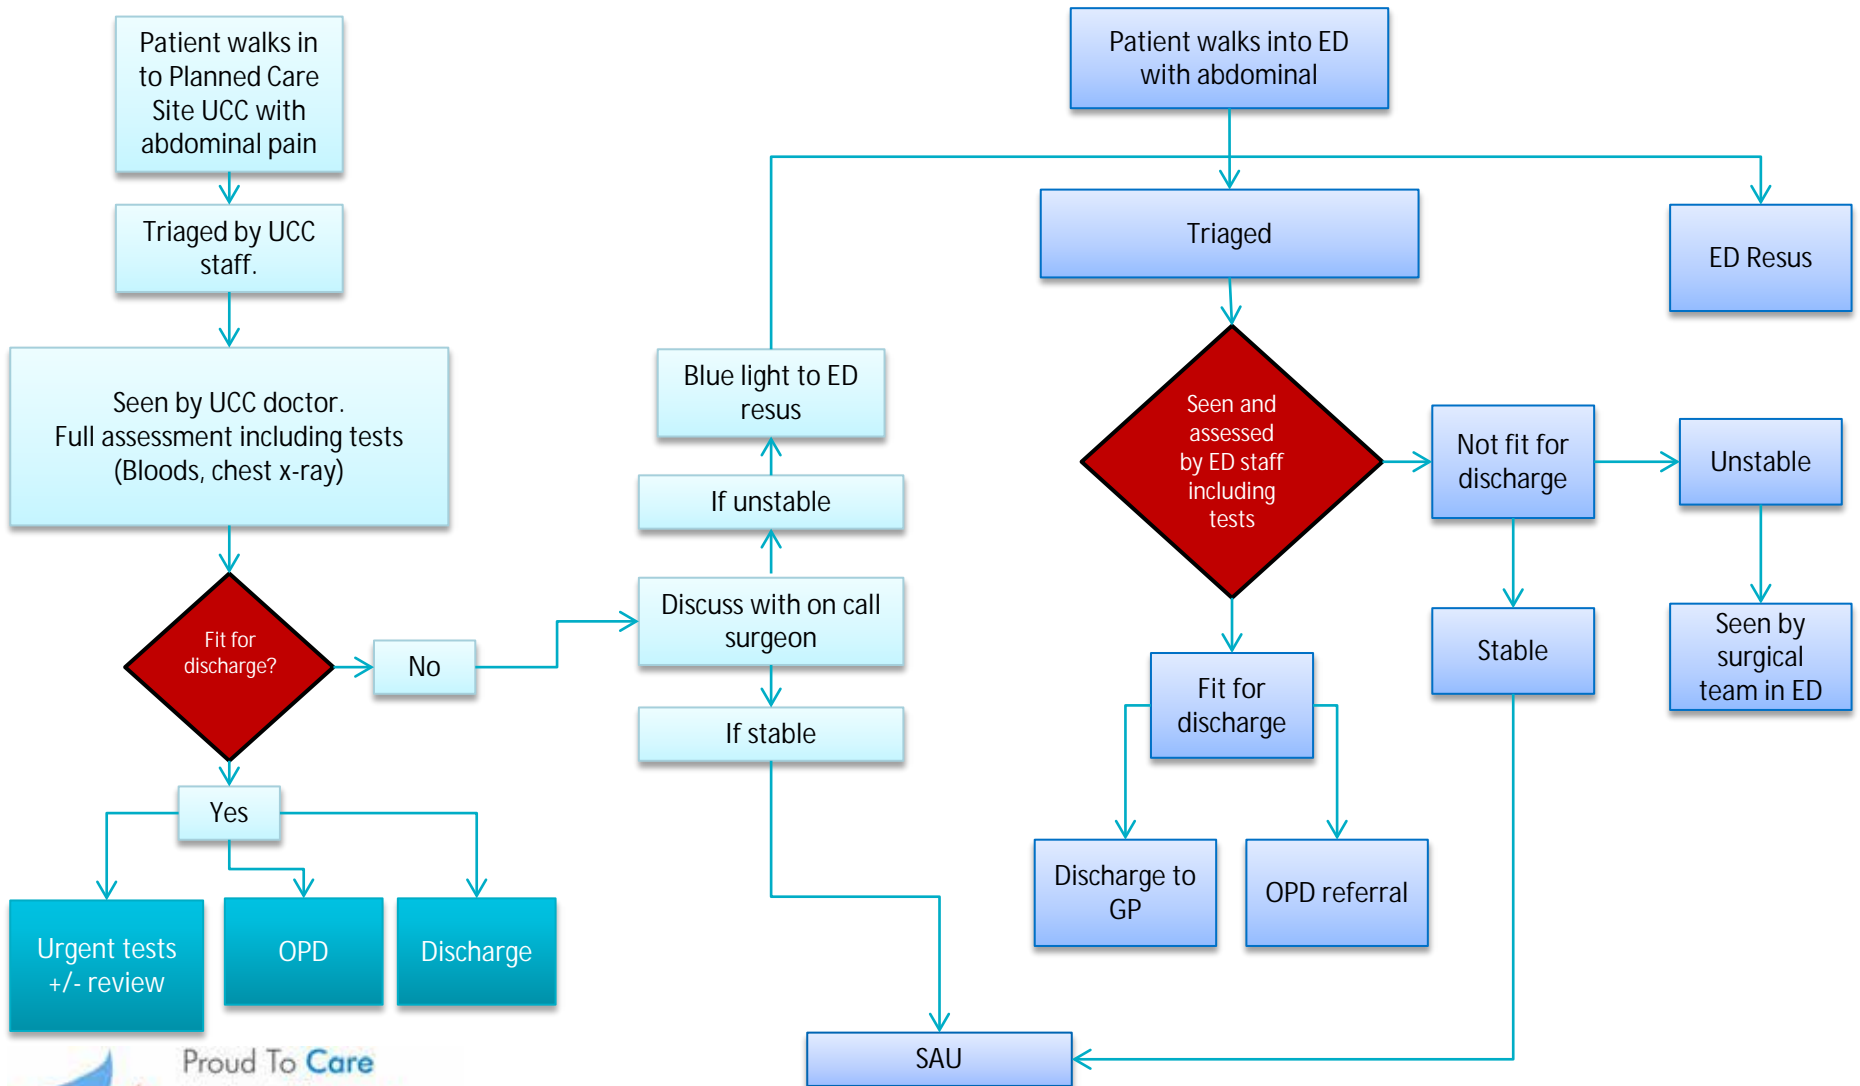 Patient walks in
to Planned Care
Site UCC with
abdominal pain
Triaged by UCC
staff.
Seen by UCC doctor.
Full assessment including tests
(Bloods, chest x-ray)
Fit for
discharge?
No
Yes
Urgent tests
+/- review
OPD
Discharge
Blue light to ED
resus
If unstable
Discuss with on call
surgeon
If stable
Patient walks into ED
with abdominal
Triaged
ED Resus
Seen and
assessed
by ED staff
including
tests
Not fit for
discharge
Unstable
Stable
Seen by
surgical
team in ED
Fit for
discharge
Discharge to
GP
OPD referral
SAU
Proud To Care